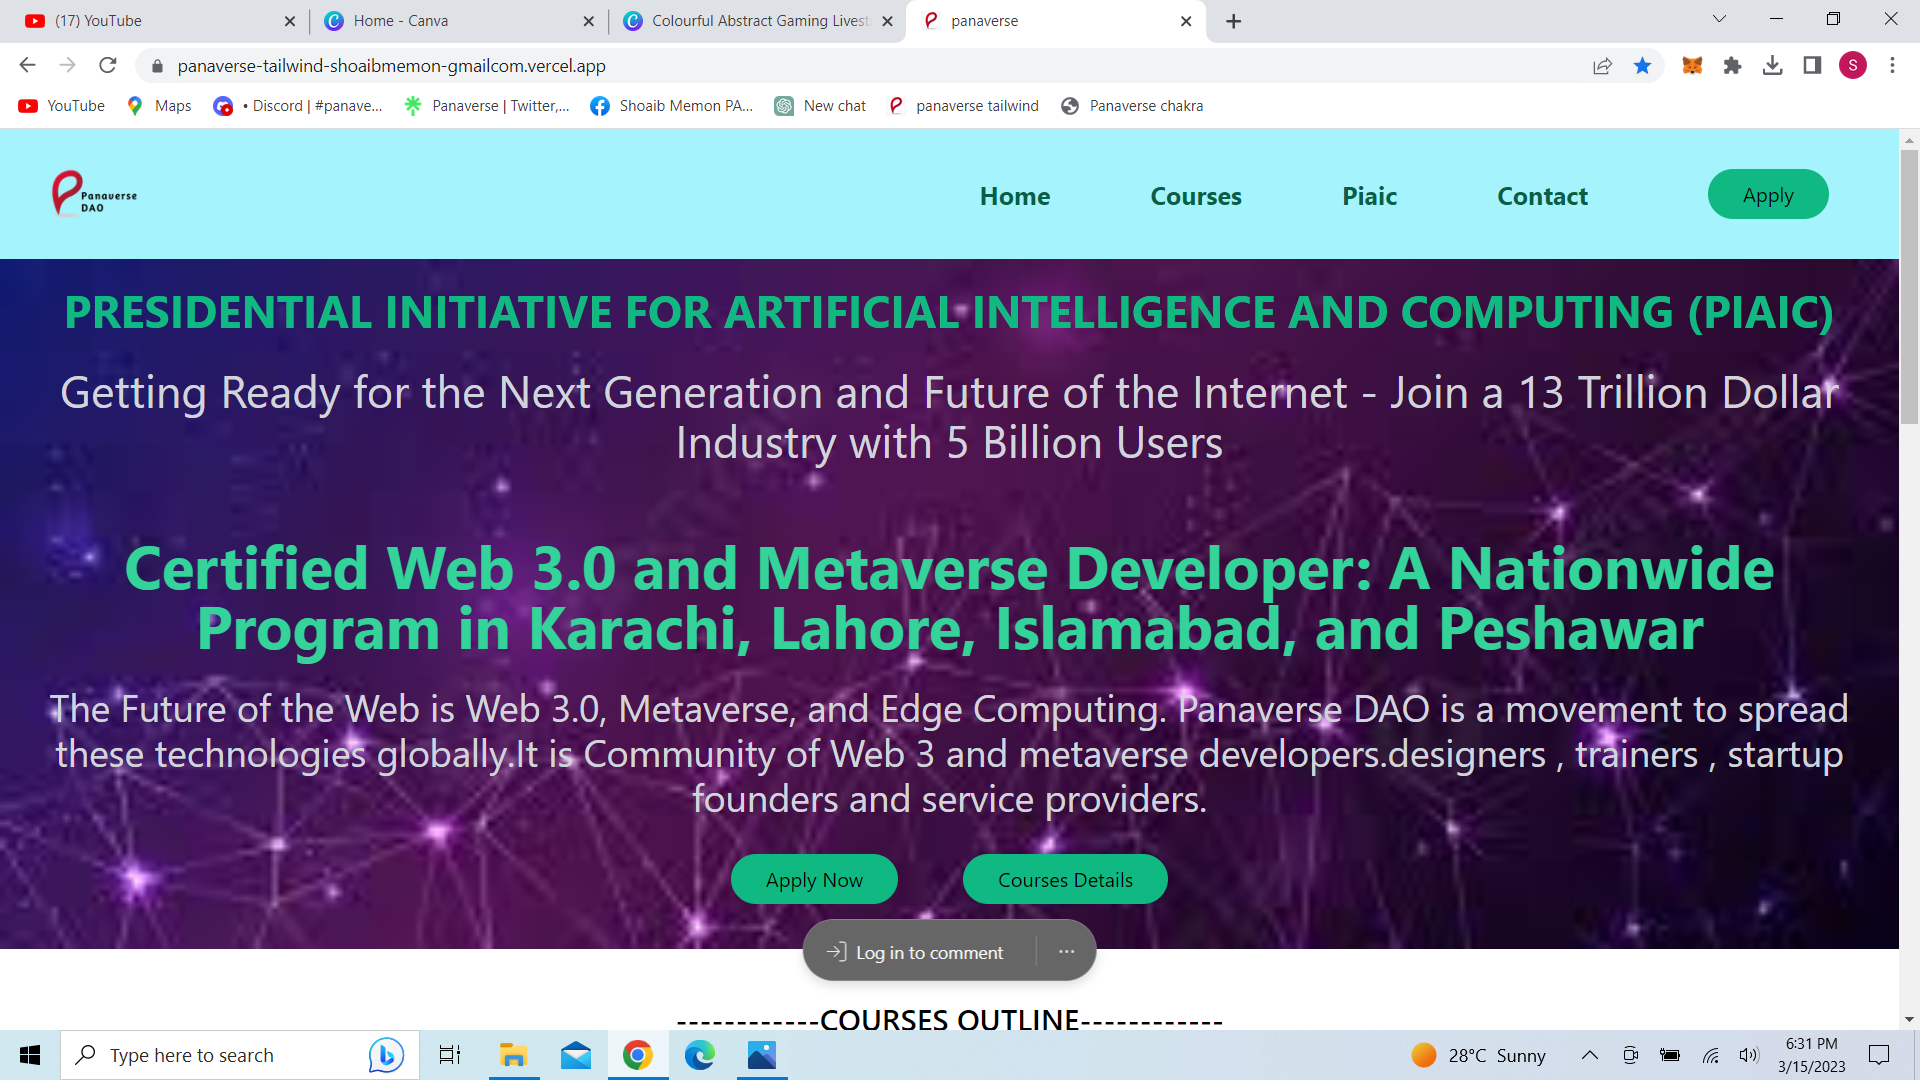 (17) YouTube
Home - Canva
Colourful Abstract Gaming Livest
panaverse
panaverse-tailwind-shoaibmemon-gmailcom.vercel.app
S
YouTube
Maps
• Discord | #panave...
Panaverse | Twitter,...
Shoaib Memon PA...
New chat
panaverse tailwind
Panaverse chakra
Panaverse
DAO
Home
Courses
Piaic
Contact
Apply
PRESIDENTIAL INITIATIVE FOR ARTIFICIAL INTELLIGENCE AND COMPUTING (PIAIC)
Getting Ready for the Next Generation and Future of the Internet - Join a 13 Trillion Dollar
Industry with 5 Billion Users
Certified Web 3.0 and Metaverse Developer: A Nationwide
Program in Karachi, Lahore, Islamabad, and Peshawar
The Future of the Web is Web 3.0, Metaverse, and Edge Computing. Panaverse DAO is a movement to spread
these technologies globally.It is Community of Web 3 and metaverse developers.designers , trainers , startup
founders and service providers.
Apply Now
Courses Details
Log in to comment
------------COURSES OUTLINE------------
Type here to search
28°C Sunny
6:31 PM
3/15/2023